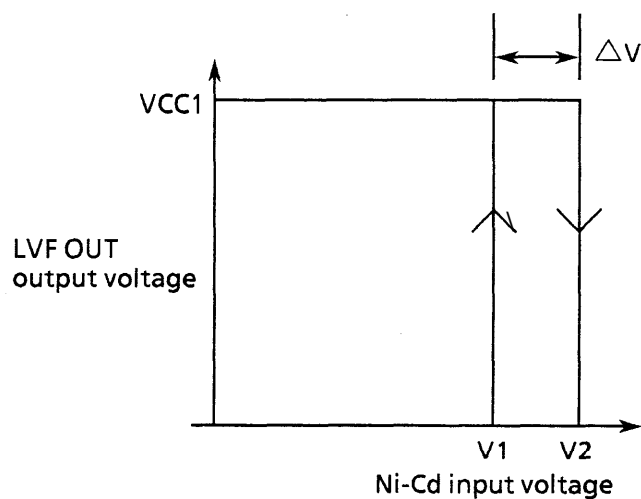 △V
VCC1
LVF OUT
output voltage
V1
V2
Ni-Cd input voltage